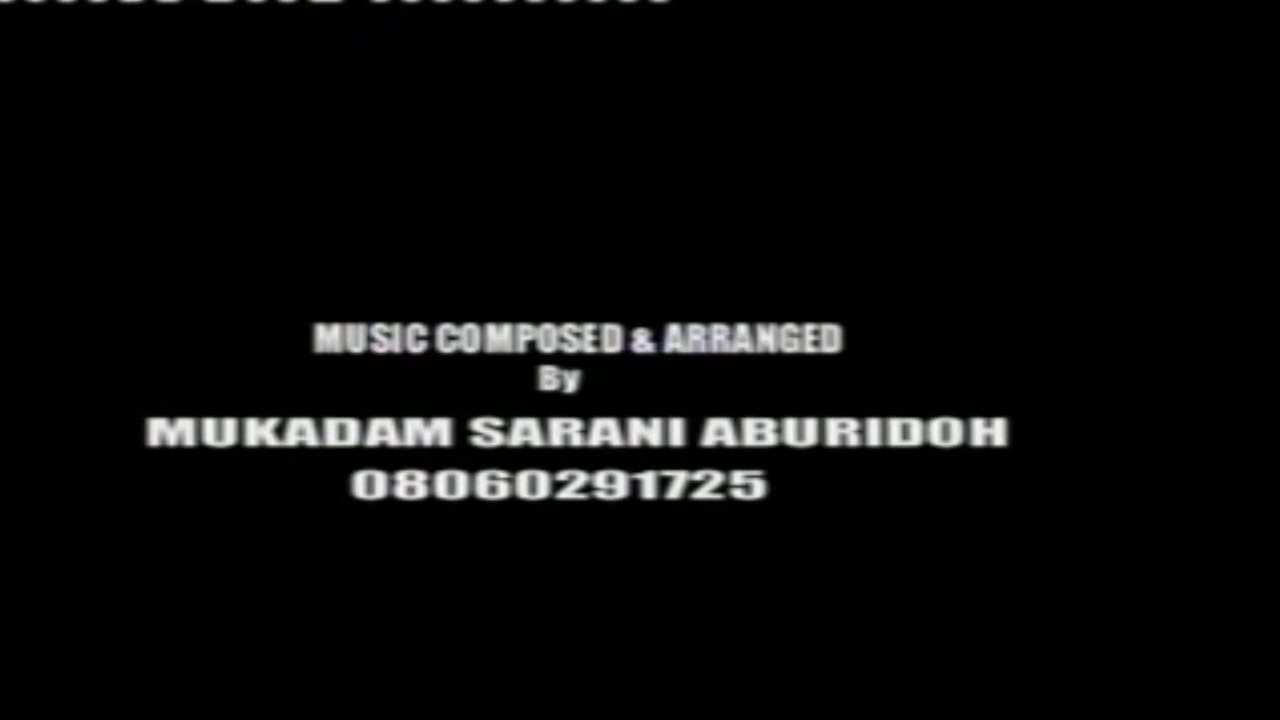 MUSIC COMPOSED & ARRANGED
By
MUKADAM SARANI ABURIDOH
08060291725